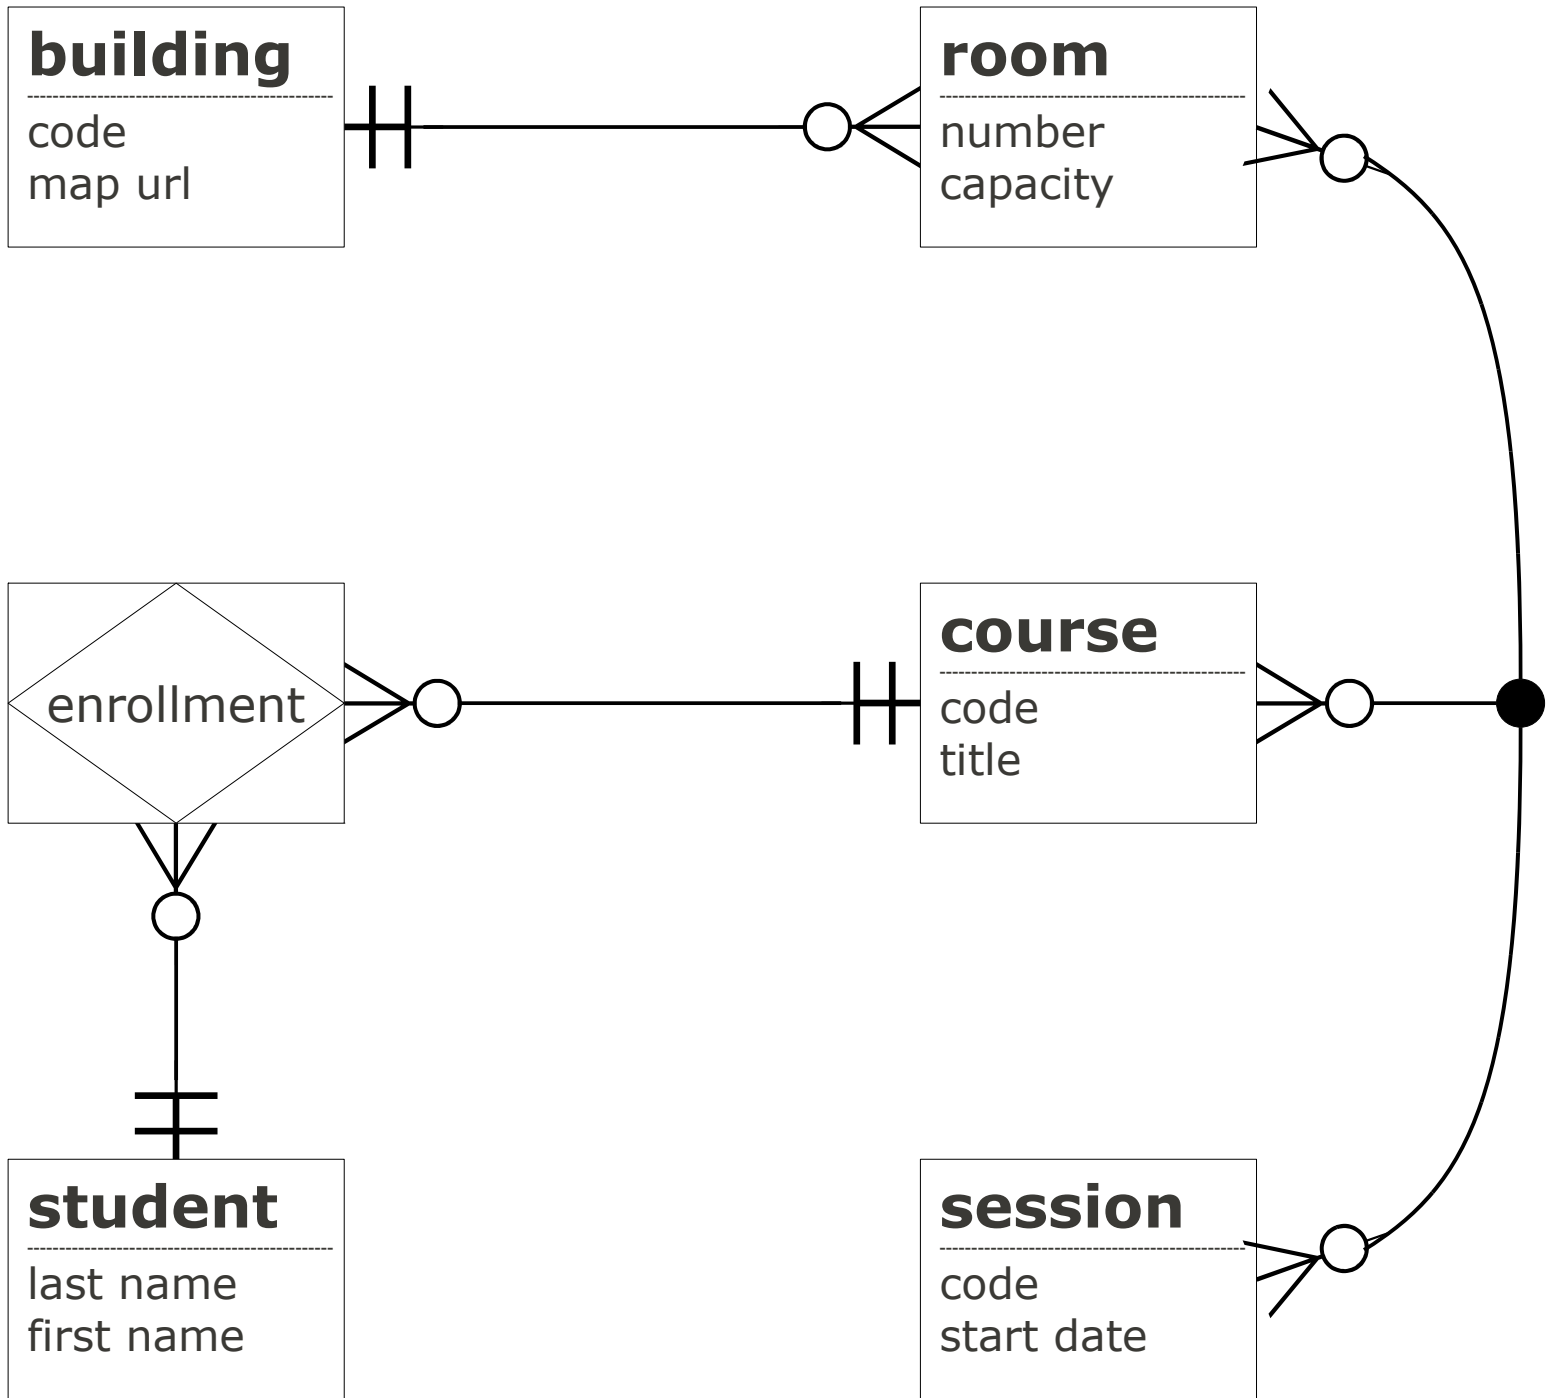 building
code
map url
room
number
capacity
enrollment
course
code
title
student
last name
first name
session
code
start date